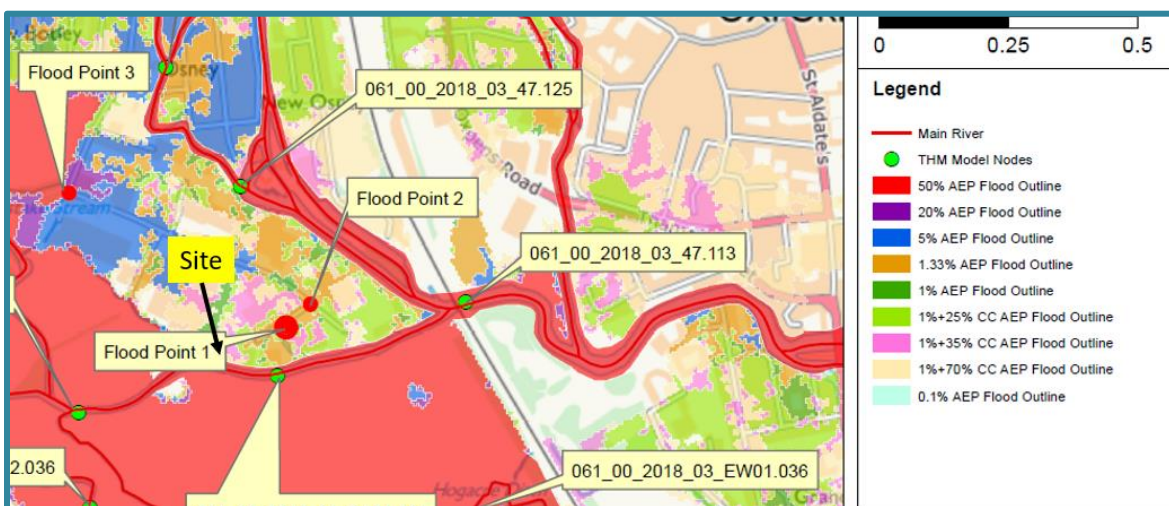 OXFORD
0 0.25 0.5
Botley
Flood Point 3
Osney
061_00_2018_03_47.125
New Osney
St Aldate's
Road
Legend
Main River
THM Model Nodes
50% AEP Flood Outline
20% AEP Flood Outline
5% AEP Flood Outline
1.33% AEP Flood Outline
1% AEP Flood Outline
1%+25% CC AEP Flood Outline
1%+35% CC AEP Flood Outline
1%+70% CC AEP Flood Outline
0.1% AEP Flood Outline
Flood Point 2
Stream
Site
061_00_2018_03_47.113
Flood Point 1
2.036
061_00_2018_03_EW01.036
Hogacre